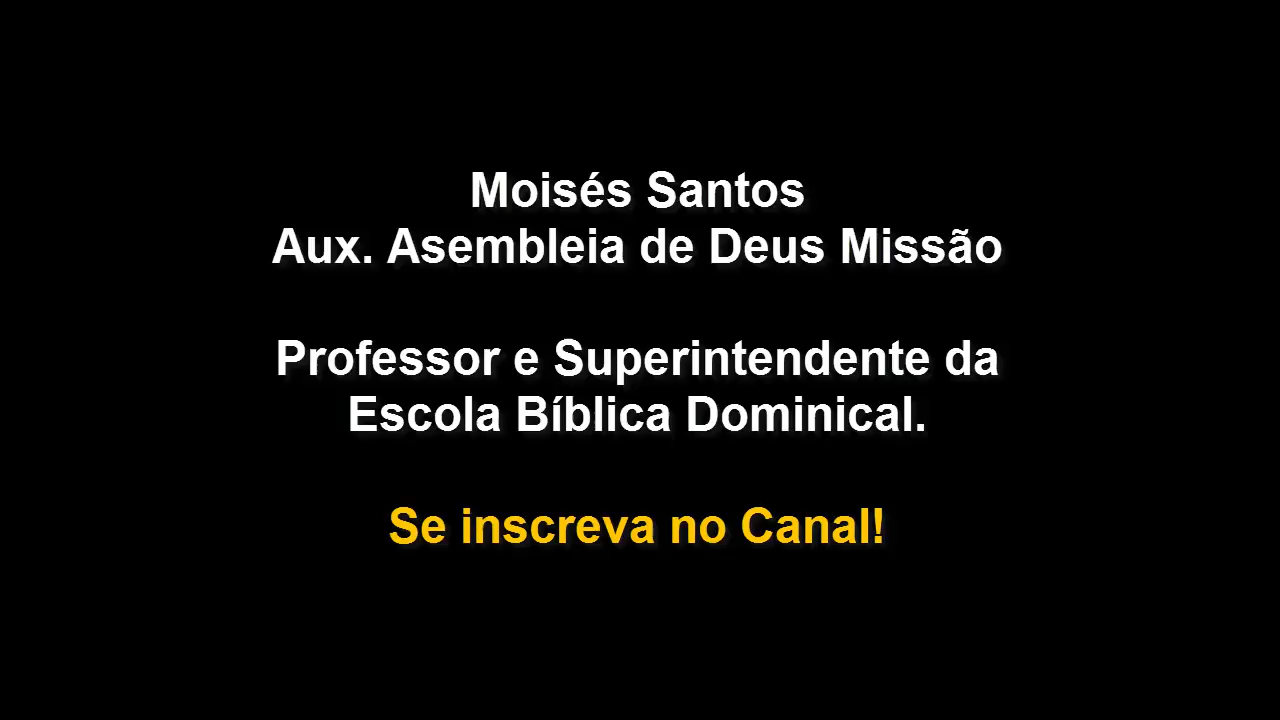 Moisés Santos
Aux. Asembleia de Deus Missão
Professor e Superintendente da
Escola Bíblica Dominical.
Se inscreva no Canal!